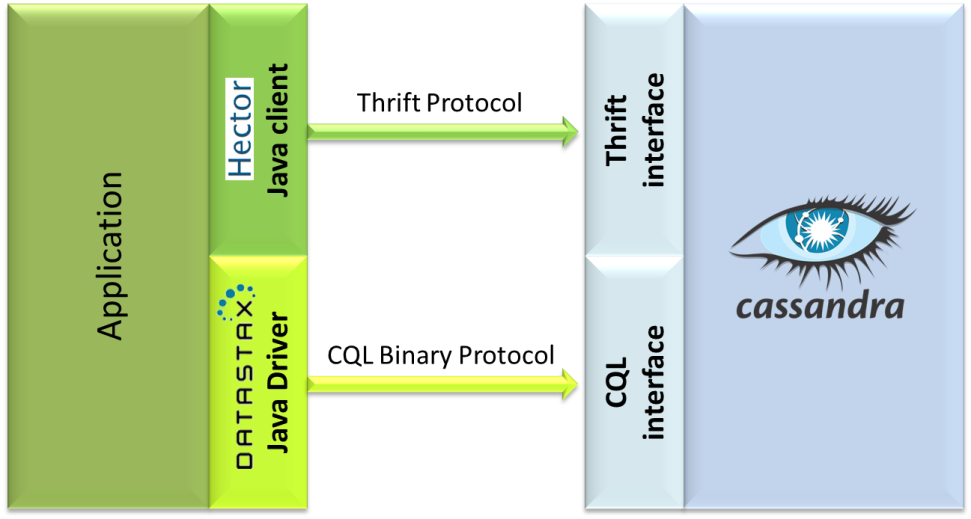 Application
Hector
Java client
DATASTAX
Java Driver
Thrift Protocol
CQL Binary Protocol
Thrift
interface
CQL
interface
cassandra